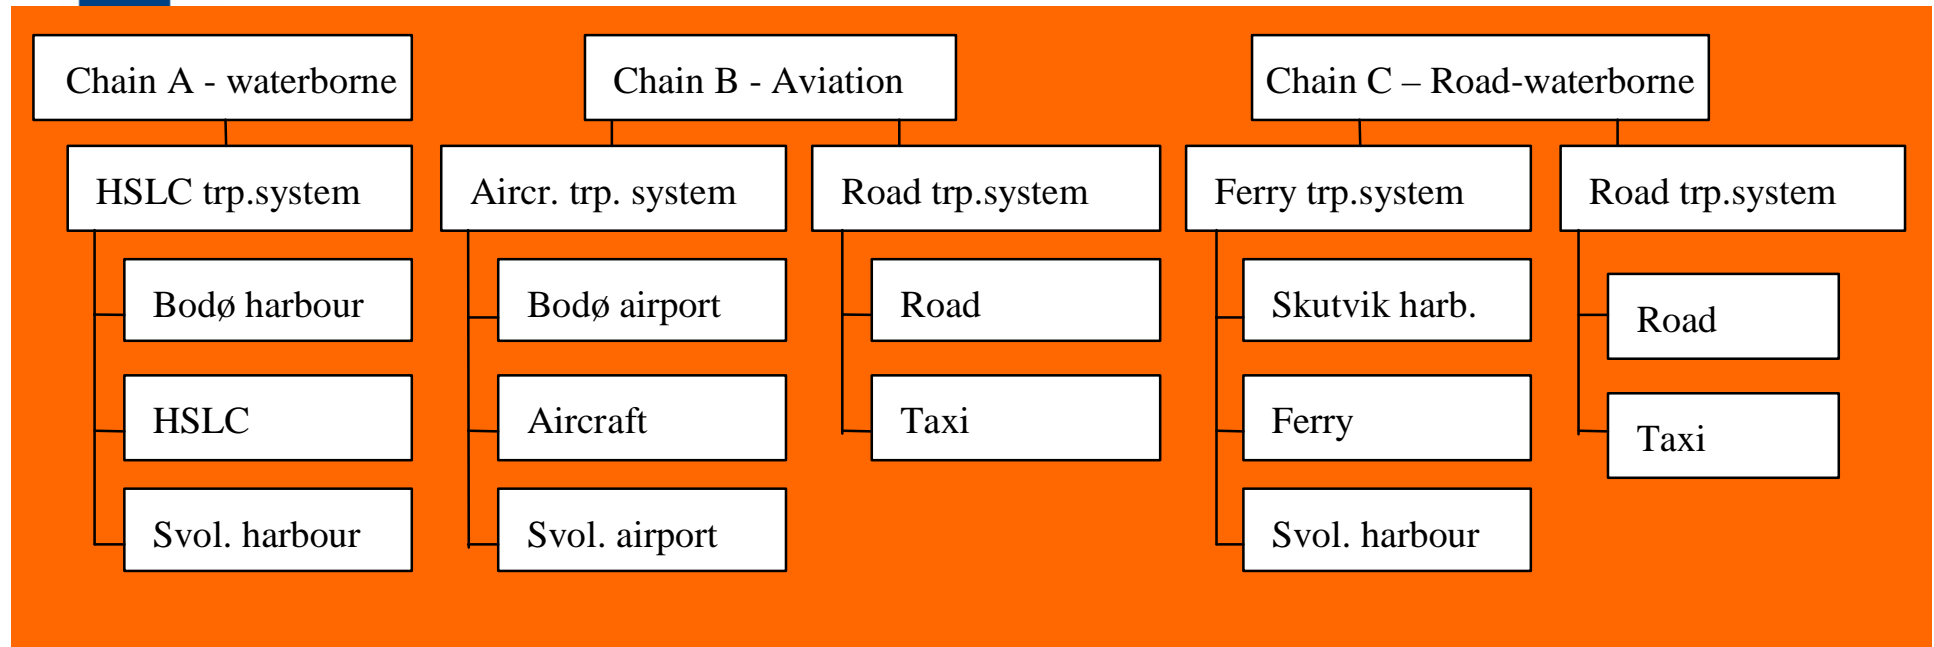 Chain A - waterborne
Chain B - Aviation
Chain C – Road-waterborne
HSLC trp.system
Aircr. trp. system
Road trp.system
Ferry trp.system
Road trp.system
Bodø harbour
Bodø airport
Road
Skutvik harb.
Road
HSLC
Aircraft
Taxi
Ferry
Taxi
Svol. harbour
Svol. airport
Svol. harbour